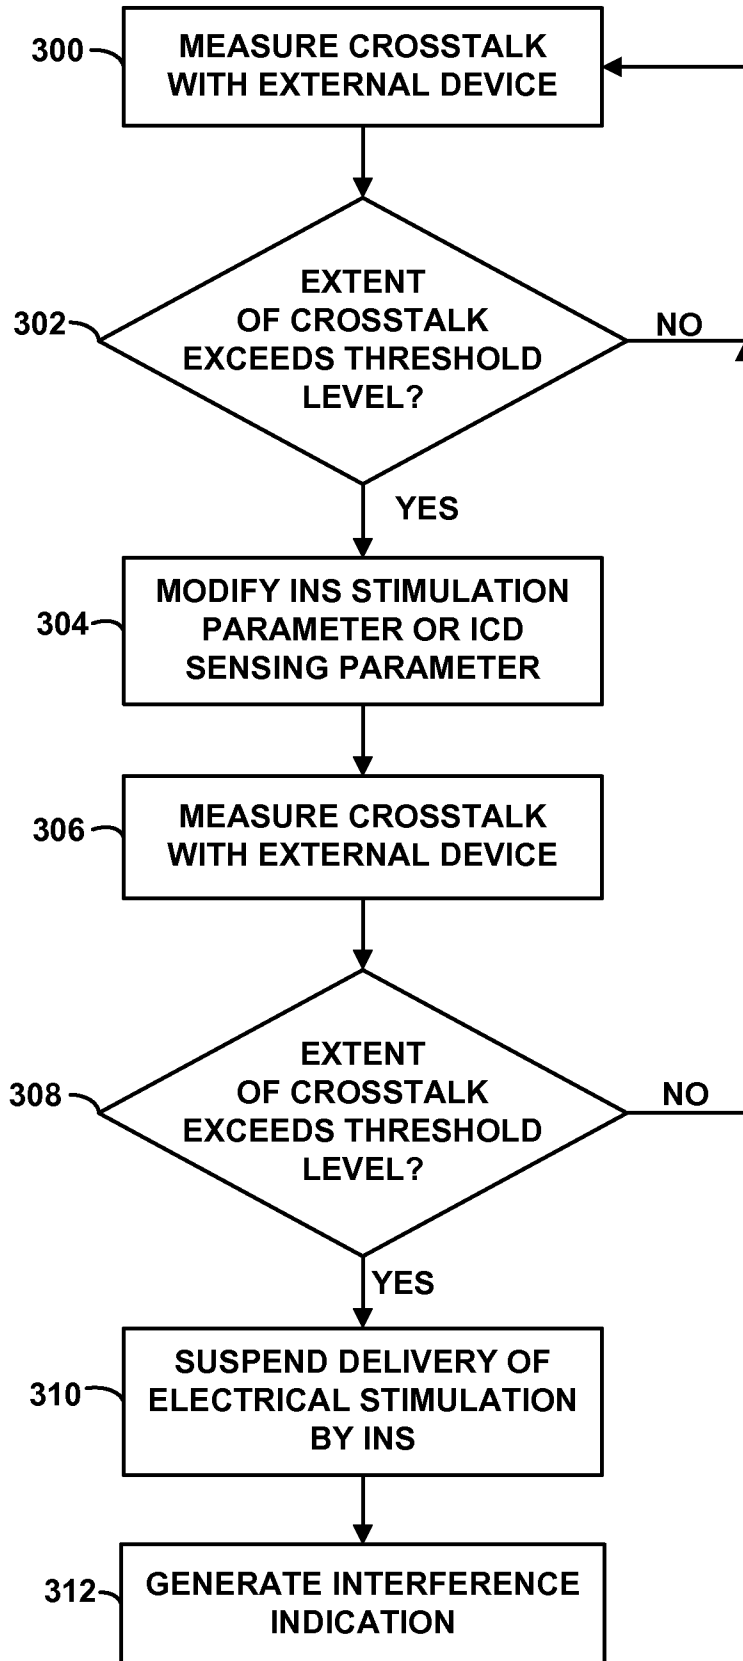 300
MEASURE CROSSTALK
WITH EXTERNAL DEVICE
302
EXTENT
OF CROSSTALK
EXCEEDS THRESHOLD
LEVEL?
NO
YES
304
MODIFY INS STIMULATION
PARAMETER OR ICD
SENSING PARAMETER
306
MEASURE CROSSTALK
WITH EXTERNAL DEVICE
308
EXTENT
OF CROSSTALK
EXCEEDS THRESHOLD
LEVEL?
NO
YES
310
SUSPEND DELIVERY OF
ELECTRICAL STIMULATION
BY INS
312
GENERATE INTERFERENCE
INDICATION